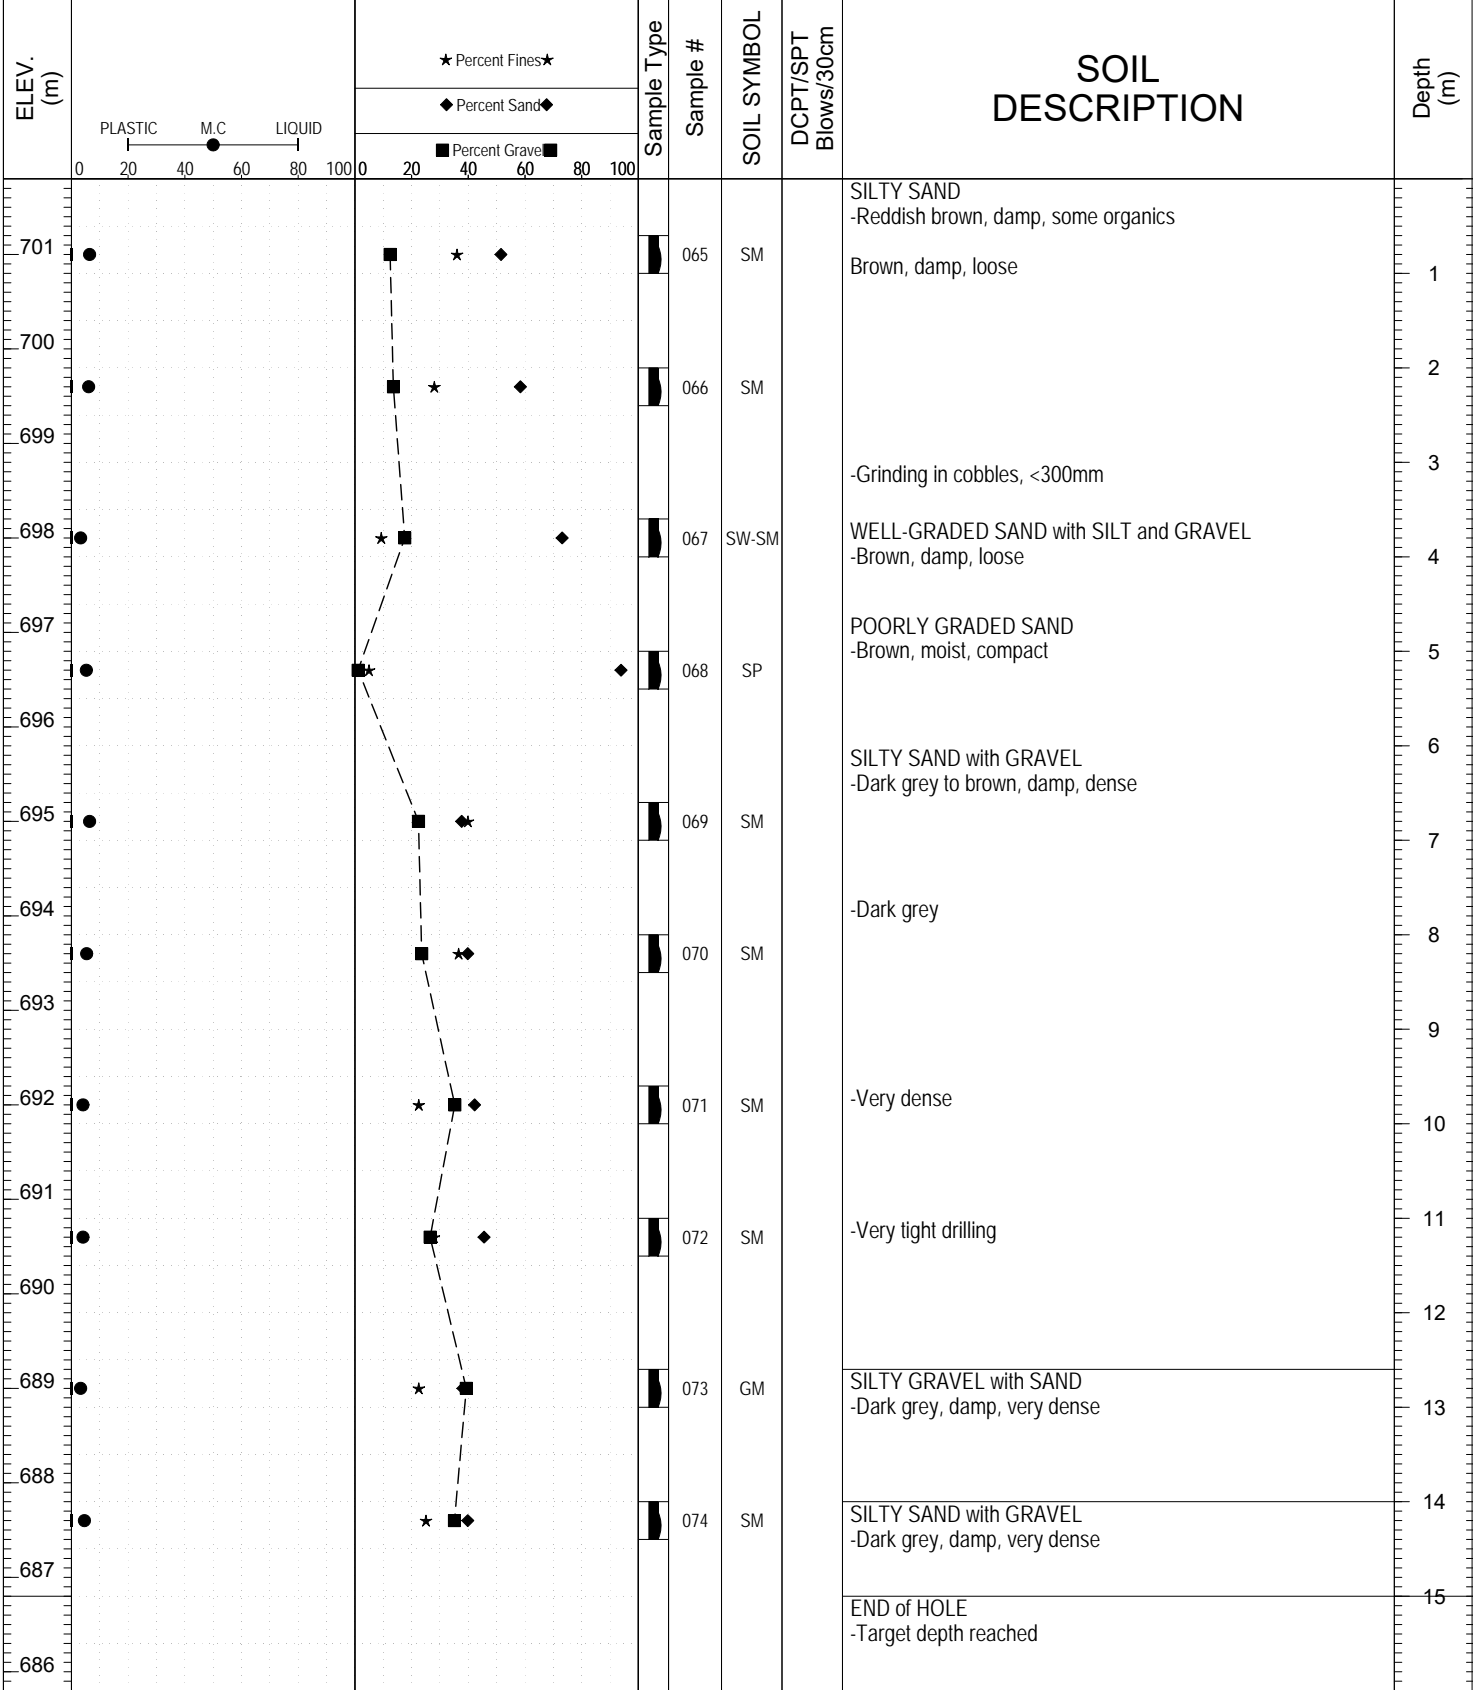 ELEV.
(m)
PLASTIC M.C LIQUID
0 20 40 60 80 100
Percent Fines
Percent Sand
Percent Gravel
0 20 40 60 80 100
Sample Type
Sample #
SOIL SYMBOL
DCPT/SPT
Blows/30cm
SOIL
DESCRIPTION
Depth
(m)
SILTY SAND
-Reddish brown, damp, some organics
701 065 SM
Brown, damp, loose
1
700
2
066 SM
699
3
-Grinding in cobbles, <300mm
698 067 SW-SM
WELL-GRADED SAND with SILT and GRAVEL
-Brown, damp, loose
4
697
POORLY GRADED SAND
-Brown, moist, compact
5
068 SP
696
6
SILTY SAND with GRAVEL
-Dark grey to brown, damp, dense
695 069 SM
7
694
-Dark grey
8
070 SM
693
9
692 071 SM
-Very dense
10
691
11
072 SM
-Very tight drilling
690
12
689 073 GM
SILTY GRAVEL with SAND
-Dark grey, damp, very dense
13
688
14
074 SM
SILTY SAND with GRAVEL
-Dark grey, damp, very dense
687
15
END of HOLE
-Target depth reached
686